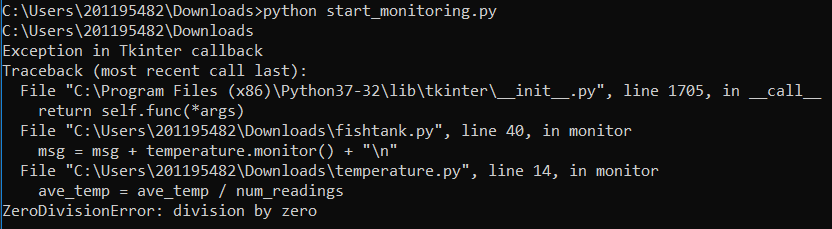 C:\Users\201195482\Downloads>python start_monitoring.py
C:\Users\201195482\Downloads
Exception in Tkinter callback
Traceback (most recent call last):
  File "C:\Program Files (x86)\Python37-32\lib\tkinter\__init__.py", line 1705, in __call__
    return self.func(*args)
  File "C:\Users\201195482\Downloads\fishtank.py", line 40, in monitor
    msg = msg + temperature.monitor() + "\n"
  File "C:\Users\201195482\Downloads\temperature.py", line 14, in monitor
    ave_temp = ave_temp / num_readings
ZeroDivisionError: division by zero